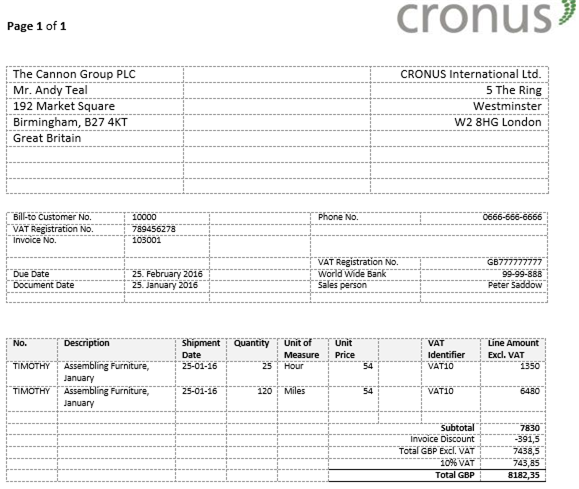 cronus
Page 1 of 1
The Cannon Group PLC CRONUS International Ltd.
Mr. Andy Teal 5 The Ring
192 Market Square Westminster
Birmingham, B27 4KT W2 8HG London
Great Britain
Bill-to Customer No. 10000 Phone No. 0666-666-6666
VAT Registration No. 789456278
Invoice No. 103001
VAT Registration No. GB777777777
Due Date 25. February 2016 World Wide Bank 99-99-888
Document Date 25. January 2016 Sales person Peter Saddow
No. Description Shipment Quantity Unit of Unit VAT Line Amount
Date Measure Price Identifier Excl. VAT
TIMOTHY Assembling Furniture, 25-01-16 25 Hour 54 VAT10 1350
January
TIMOTHY Assembling Furniture, 25-01-16 120 Miles 54 VAT10 6480
January
Subtotal 7830
Invoice Discount -391,5
Total GBP Excl. VAT 7438,5
10% VAT 743,85
Total GBP 8182,35